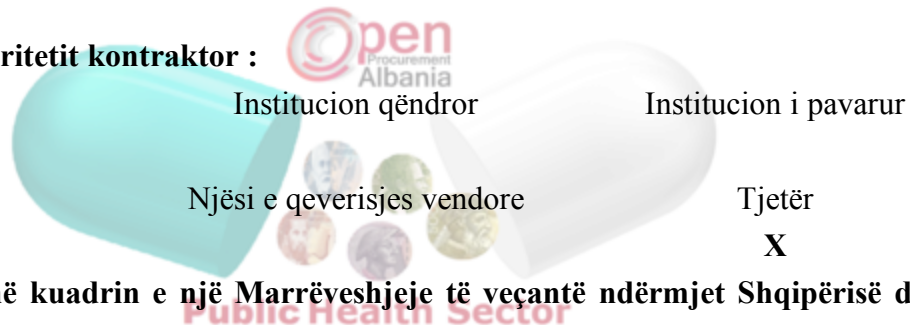 ritetit kontraktor :
Open
Procurement
Albania
Institucion qëndror Institucion i pavarur
Njësi e qeverisjes vendore Tjetër
X
në kuadrin e një Marrëveshjeje të veçantë ndërmjet Shqipërisë d
Public Health Sector